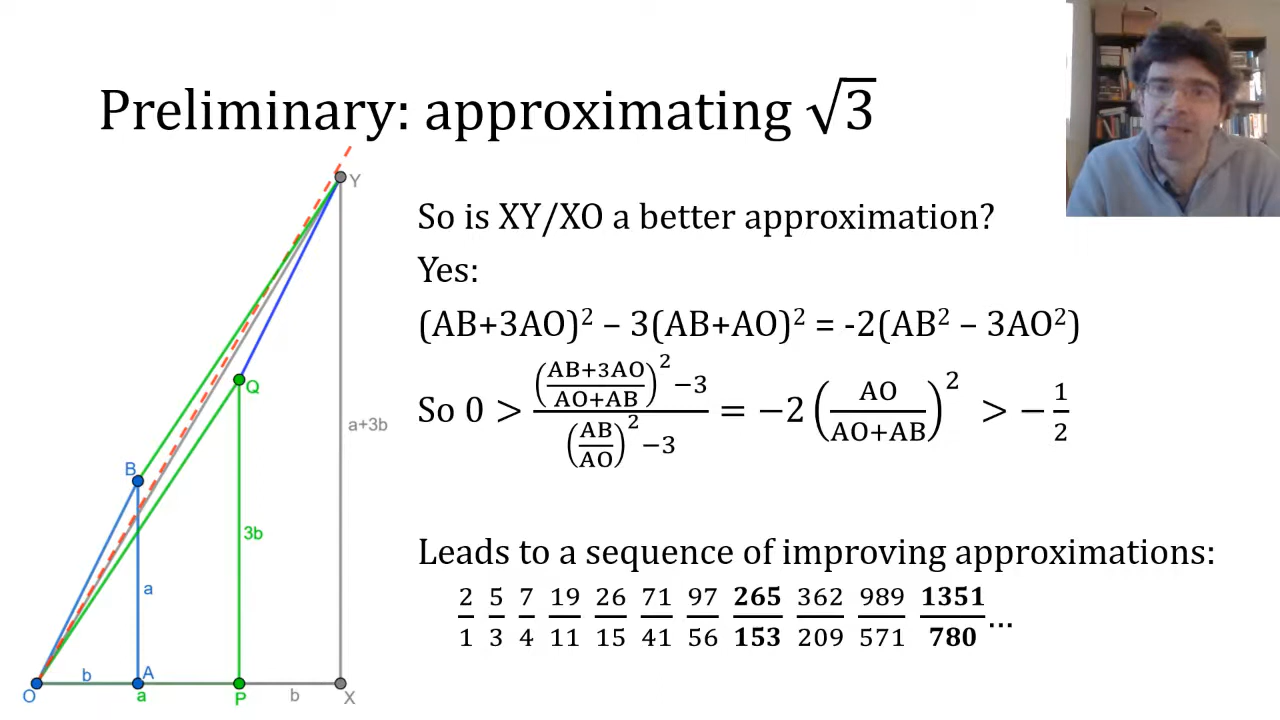 Preliminary: approximating √3
So is XY/XO a better approximation?
Yes:
(AB+3AO)² – 3(AB+AO)² = -2(AB² – 3AO²)
So 0 > (((AB+3AO)/(AO+AB))² −3)/((AB/AO)² −3) = −2(AO/(AO+AB))² > −1/2
Leads to a sequence of improving approximations:
2/1 5/3 7/4 19/11 26/15 71/41 97/56 265/153 362/209 989/571 1351/780 ...
Y
Q
a+3b
B
3b
a
b
A
O
a
P
b
X